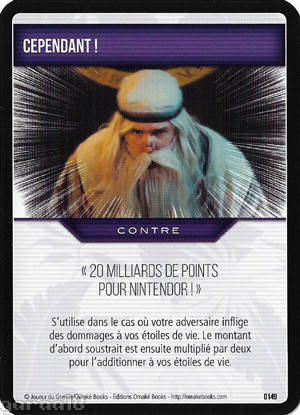 CEPENDANT !
CONTRE
« 20 MILLIARDS DE POINTS
POUR NINTENDOR ! »
S'utilise dans le cas où votre adversaire inflige
des dommages à vos étoiles de vie. Le montant
d'abord soustrait est ensuite multiplié par deux
pour l'additionner à vos étoiles de vie.
© Joueur du Grenier/Omaké Books - Éditions Omaké Books - http://omakebooks.com
0149